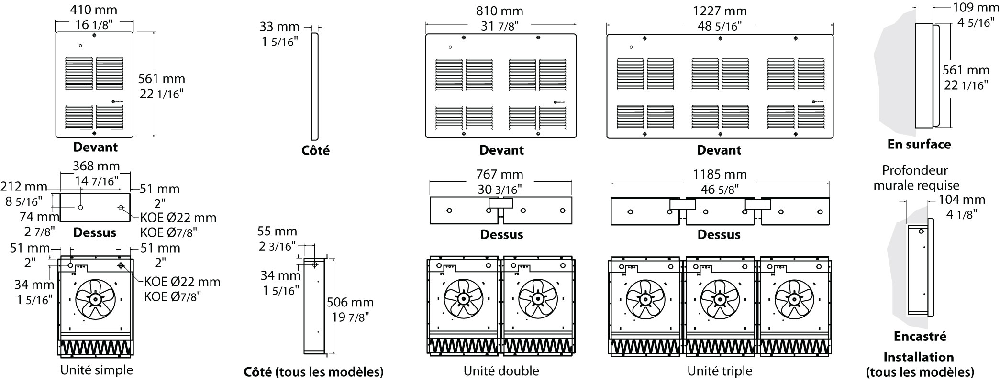 410 mm
16 1/8"
561 mm
22 1/16"
Devant
33 mm
1 5/16"
Côté
810 mm
31 7/8"
OUELLET
Devant
1227 mm
48 5/16"
OUELLET
Devant
109 mm
4 5/16"
561 mm
22 1/16"
En surface
OUELLET
368 mm
14 7/16"
212 mm
8 5/16"
51 mm
2"
74 mm
2 7/8"
KOE Ø22 mm
KOE Ø7/8"
Dessus
767 mm
30 3/16"
Dessus
1185 mm
46 5/8"
Dessus
Profondeur
murale requise
104 mm
4 1/8"
Encastré
51 mm
2"
51 mm
2"
34 mm
1 5/16"
KOE Ø22 mm
KOE Ø7/8"
Unité simple
55 mm
2 3/16"
34 mm
1 5/16"
506 mm
19 7/8"
Côté (tous les modèles)
Unité double
Unité triple
Installation
(tous les modèles)